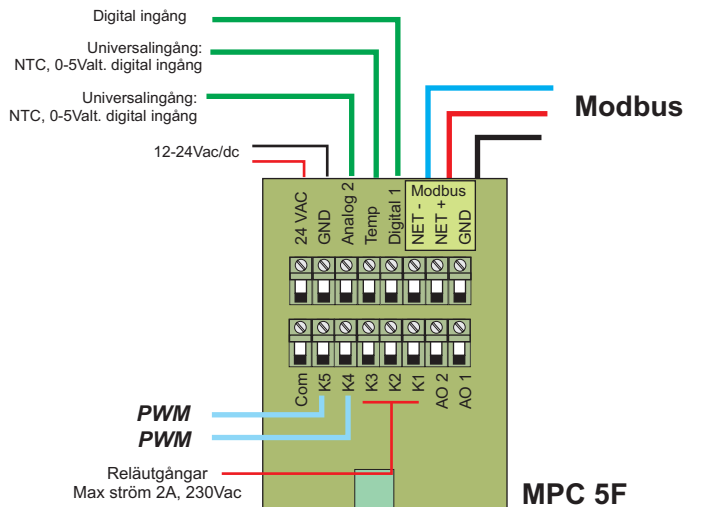 Digital ingång
Universalingång:
NTC, 0-5Valt. digital ingång
Universalingång:
NTC, 0-5Valt. digital ingång
12-24Vac/dc
Modbus
Modbus
24 VAC
GND
Analog 2
Temp
Digital 1
NET -
NET +
GND
Com
K5
K4
K3
K2
K1
AO 2
AO 1
PWM
PWM
Reläutgångar
Max ström 2A, 230Vac
MPC 5F